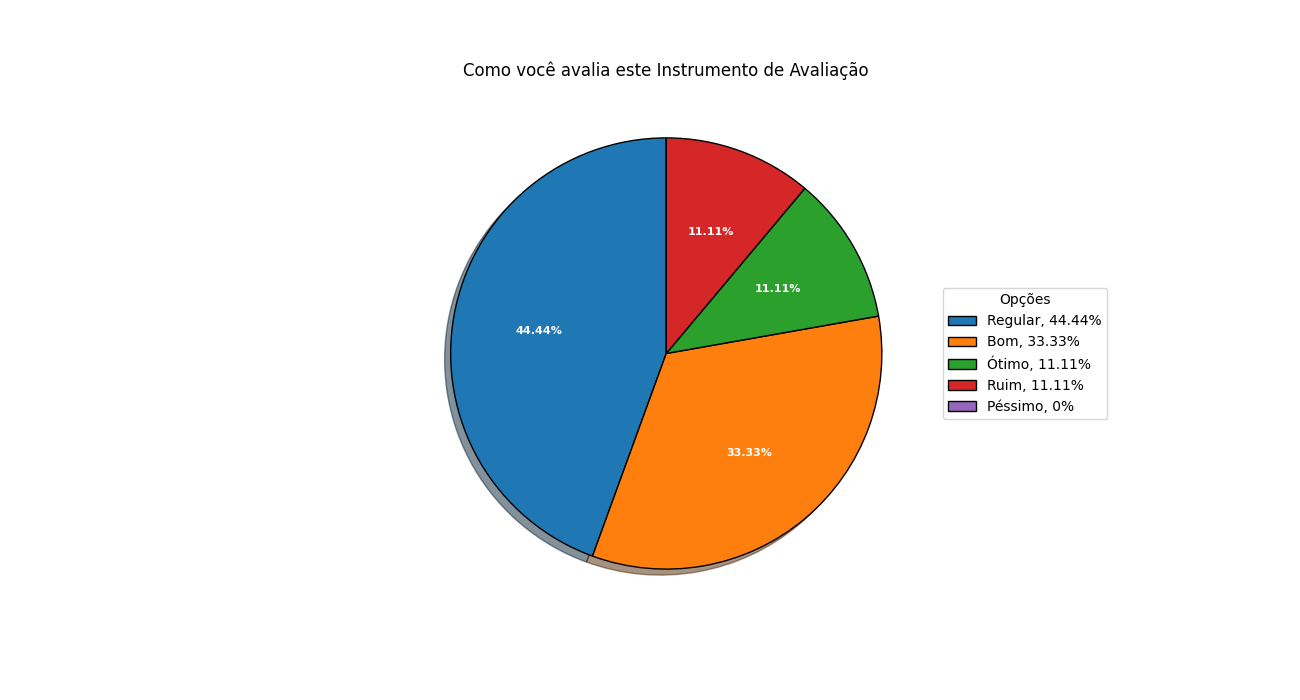 Como você avalia este Instrumento de Avaliação
11.11%
11.11%
44.44%
33.33%
Opções
Regular, 44.44%
Bom, 33.33%
Ótimo, 11.11%
Ruim, 11.11%
Péssimo, 0%